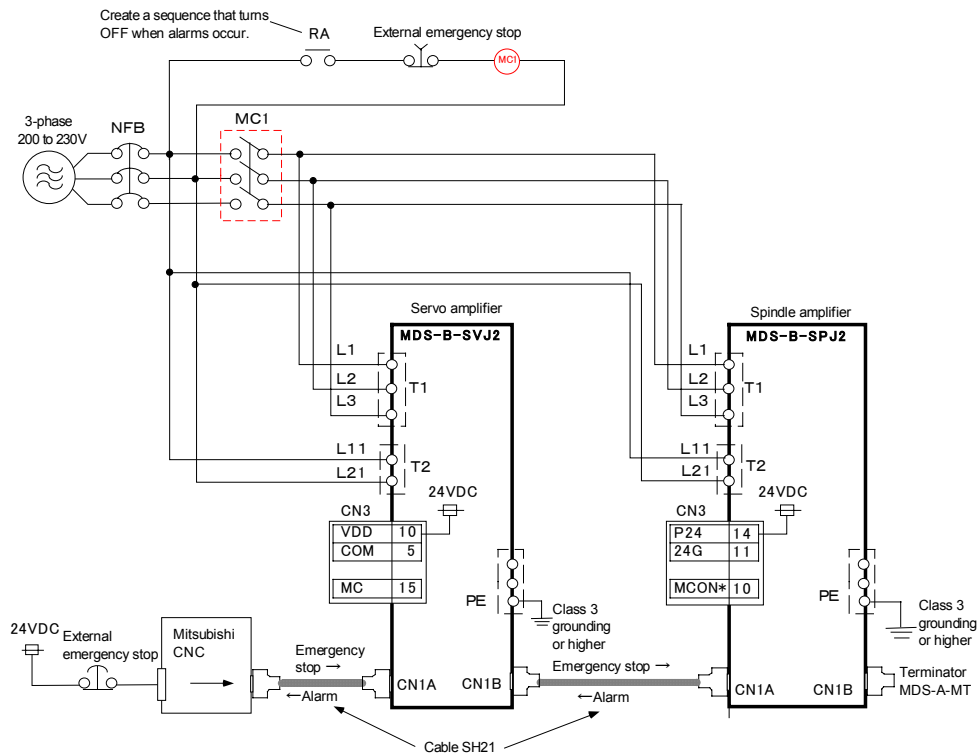 Create a sequence that turns
OFF when alarms occur.
RA
External emergency stop
MCI
3-phase
200 to 230V
NFB
MC1
Servo amplifier
MDS-B-SVJ2
Spindle amplifier
MDS-B-SPJ2
L1
L2
L3
T1
L11
L21
T2
24VDC
CN3
VDD 10
COM 5
MC 15
PE
Class 3
grounding
or higher
L1
L2
L3
T1
L11
L21
T2
24VDC
CN3
P24 14
24G 11
MCON* 10
PE
Class 3
grounding
or higher
24VDC
External
emergency stop
Mitsubishi
CNC
Emergency
stop →
←Alarm
CN1A
CN1B
Emergency stop →
←Alarm
CN1A
CN1B
Terminator
MDS-A-MT
Cable SH21